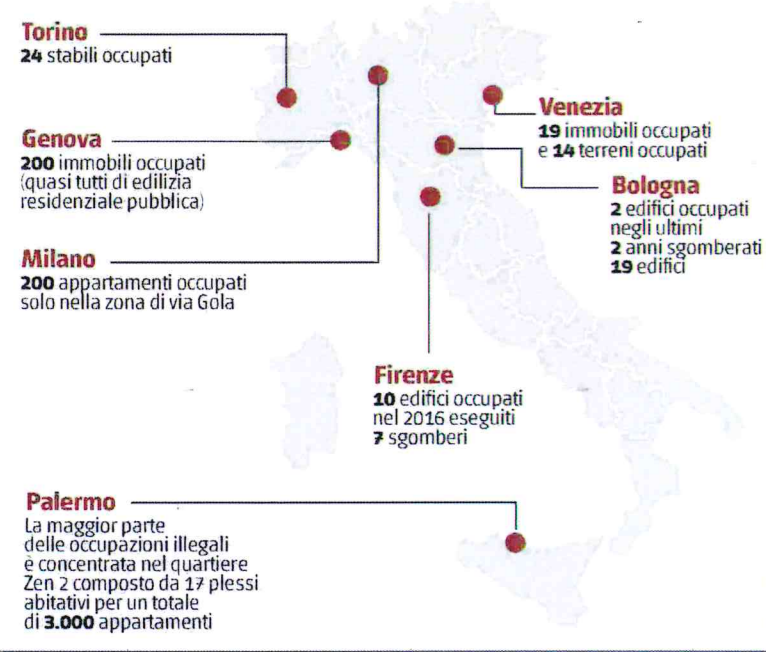 Torino
24 stabili occupati
Genova
200 immobili occupati
(quasi tutti di edilizia
residenziale pubblica)
Milano
200 appartamenti occupati
solo nella zona di via Gola
Venezia
19 immobili occupati
e 14 terreni occupati
Bologna
2 edifici occupati
negli ultimi
2 anni sgomberati
19 edifici
Firenze
10 edifici occupati
nel 2016 eseguiti
7 sgomberi
Palermo
La maggior parte
delle occupazioni illegali
è concentrata nel quartiere
Zen 2 composto da 17 plessi
abitativi per un totale
di 3.000 appartamenti